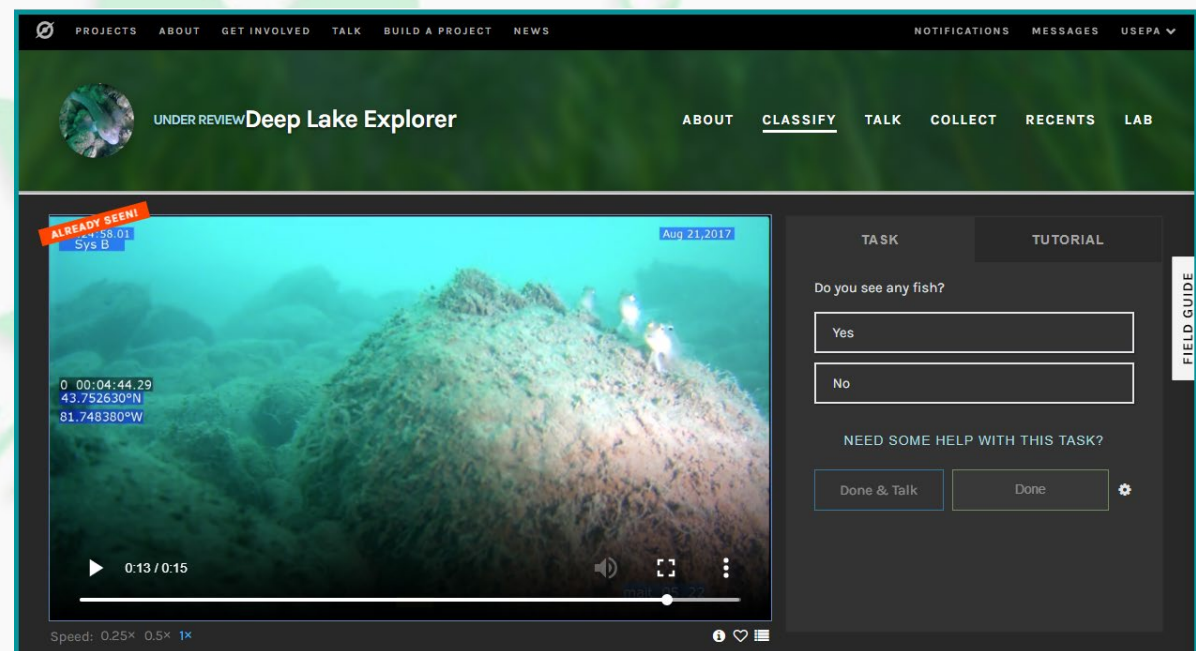 PROJECTS ABOUT GET INVOLVED TALK BUILD A PROJECT NEWS NOTIFICATIONS MESSAGES USEPA
UNDER REVIEW Deep Lake Explorer ABOUT CLASSIFY TALK COLLECT RECENTS LAB
ALREADY SEEN!
Sys B
Aug 21,2017
0 00:04:44.29
43.752630°N
81.748380°W
0:13 / 0:15
Speed: 0.25× 0.5× 1×
TASK TUTORIAL
Do you see any fish?
Yes
No
NEED SOME HELP WITH THIS TASK?
Done & Talk Done
FIELD GUIDE